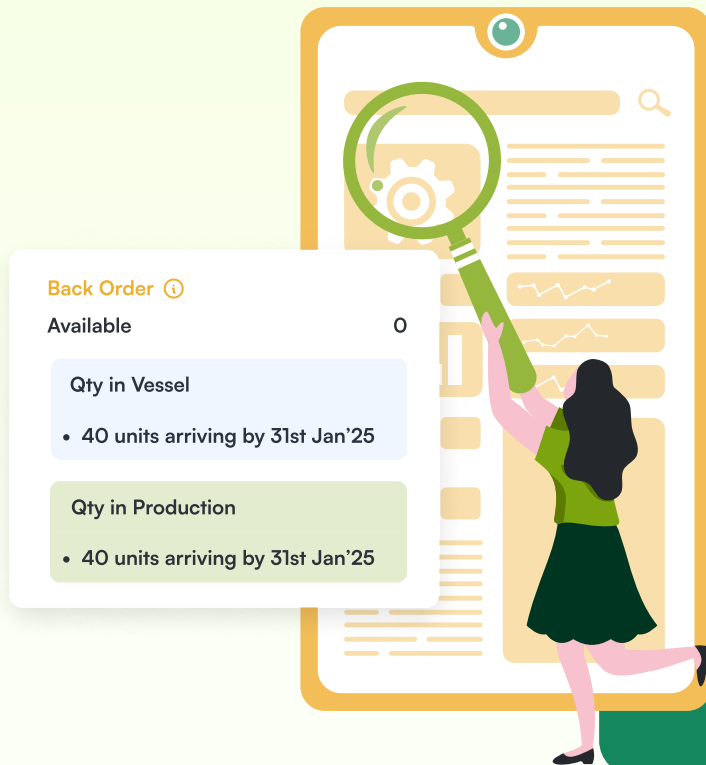 Back Order
Available 0
Qty in Vessel
• 40 units arriving by 31st Jan’25
Qty in Production
• 40 units arriving by 31st Jan’25